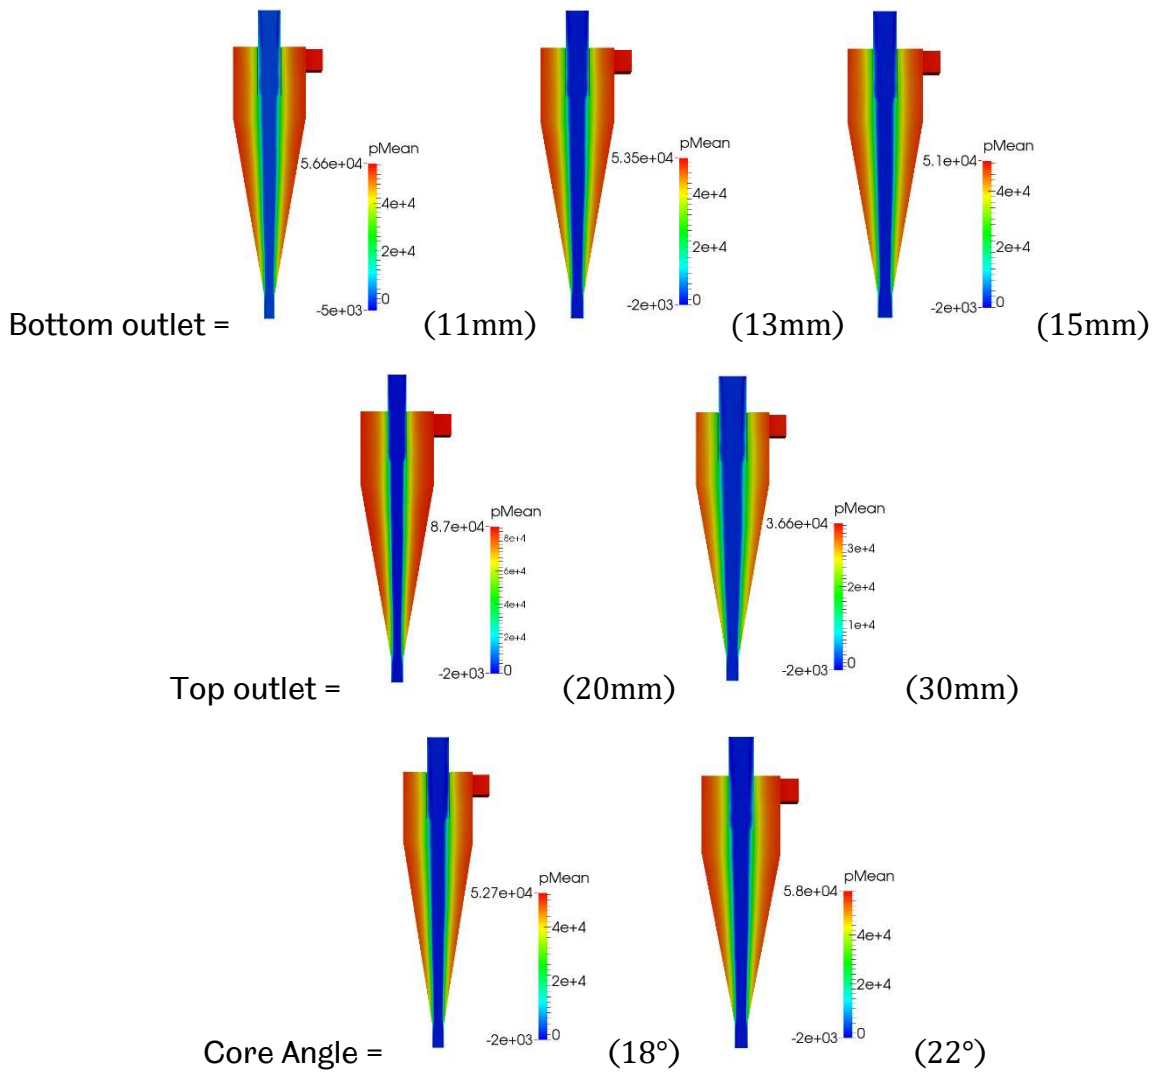 pMean
5.66e+04
4e+4
2e+4
0
-5e+03
pMean
5.35e+04
4e+4
2e+4
0
-2e+03
pMean
5.1e+04
4e+4
2e+4
0
-2e+03
Bottom outlet = (11mm) (13mm) (15mm)
pMean
8.7e+04
8e+4
6e+4
4e+4
2e+4
0
-2e+03
pMean
3.66e+04
3e+4
2e+4
1e+4
0
-2e+03
Top outlet = (20mm) (30mm)
pMean
5.27e+04
4e+4
2e+4
0
-2e+03
pMean
5.8e+04
4e+4
2e+4
0
-2e+03
Core Angle = (18°) (22°)